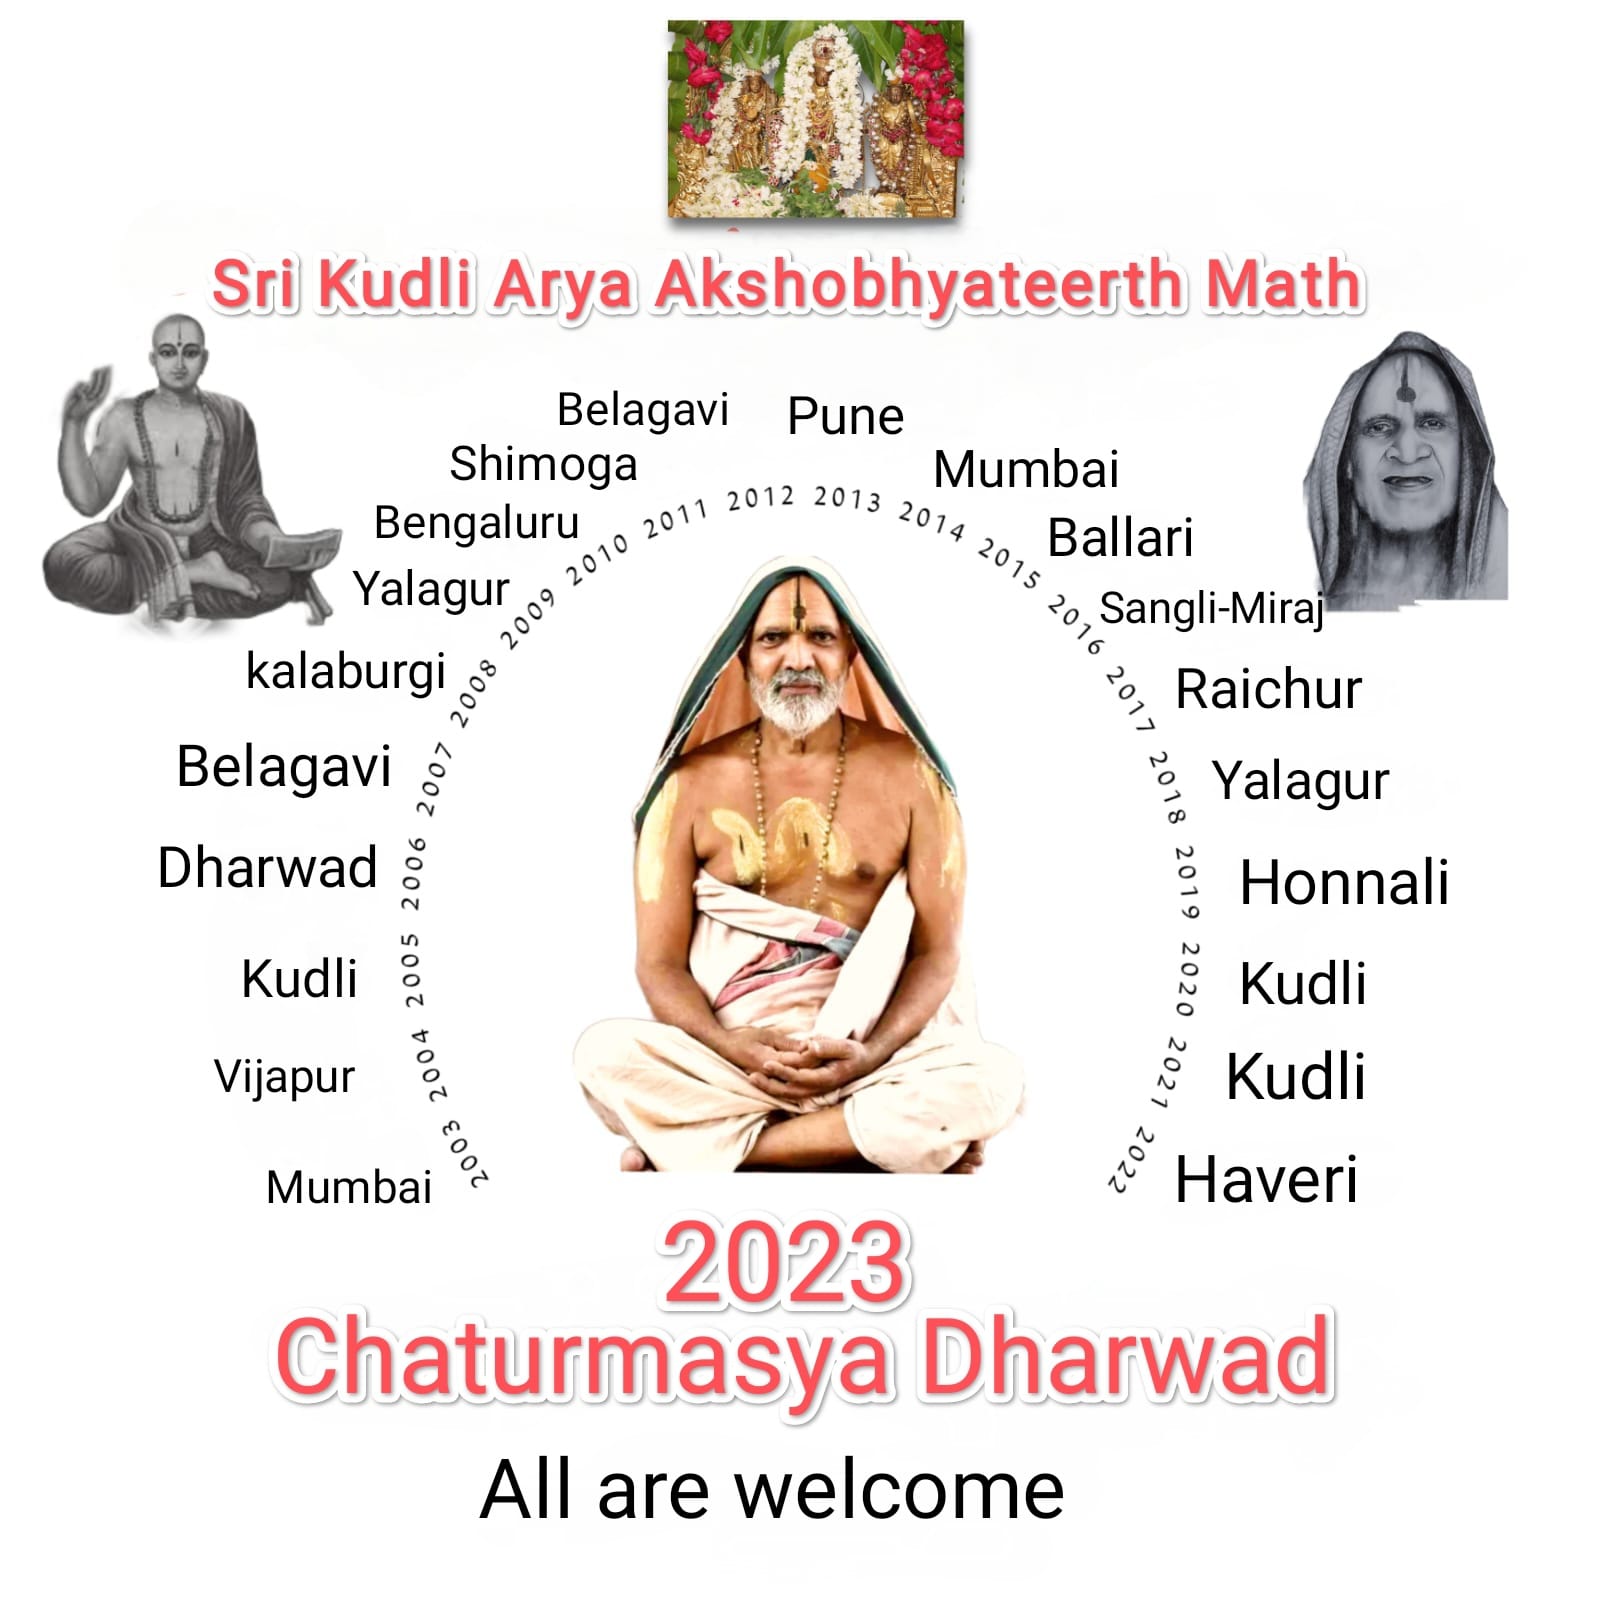 Sri Kudli Arya Akshobhyateerth Math
Mumbai 2003
Vijapur 2004
Kudli 2005
Dharwad 2006
Belagavi 2007
kalaburgi 2008
Yalagur 2009
Bengaluru 2010
Shimoga 2011
Belagavi 2012
Pune 2013
Mumbai 2014
Ballari 2015
Sangli-Miraj 2016
Raichur 2017
Yalagur 2018
Honnali 2019
Kudli 2020
Kudli 2021
Haveri 2022
2023
Chaturmasya Dharwad
All are welcome